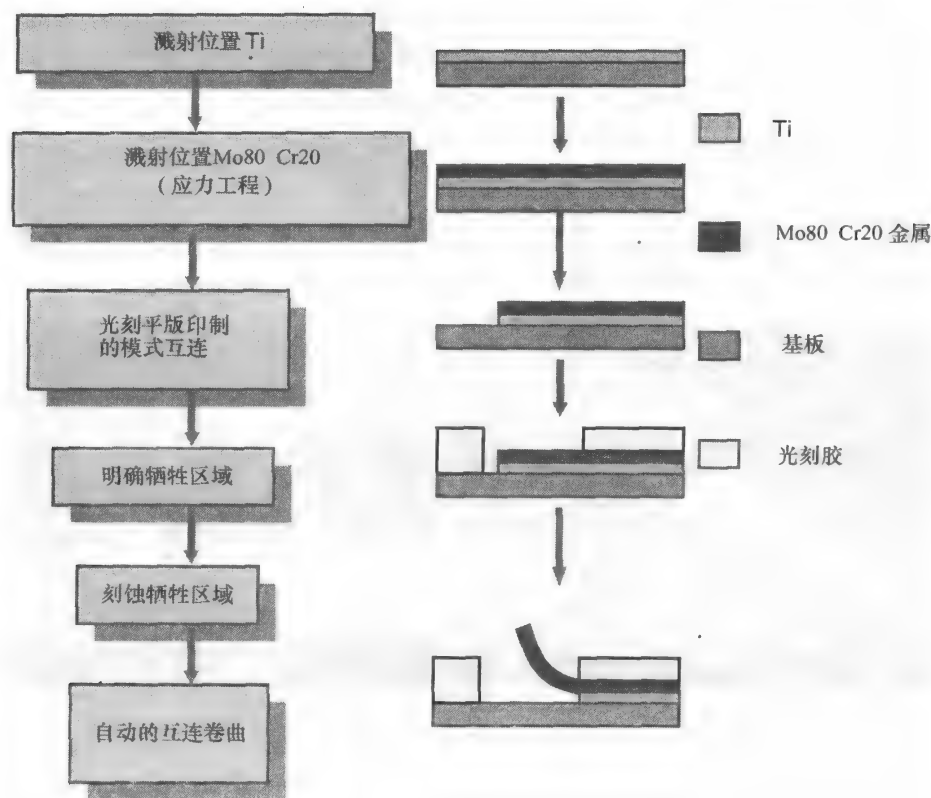 溅射位置Ti
溅射位置Mo80 Cr20
(应力工程)
光刻平版印制
的模式互连
明确牺牲区域
刻蚀牺牲区域
自动的互连卷曲
Ti
Mo80 Cr20 金属
基板
光刻胶